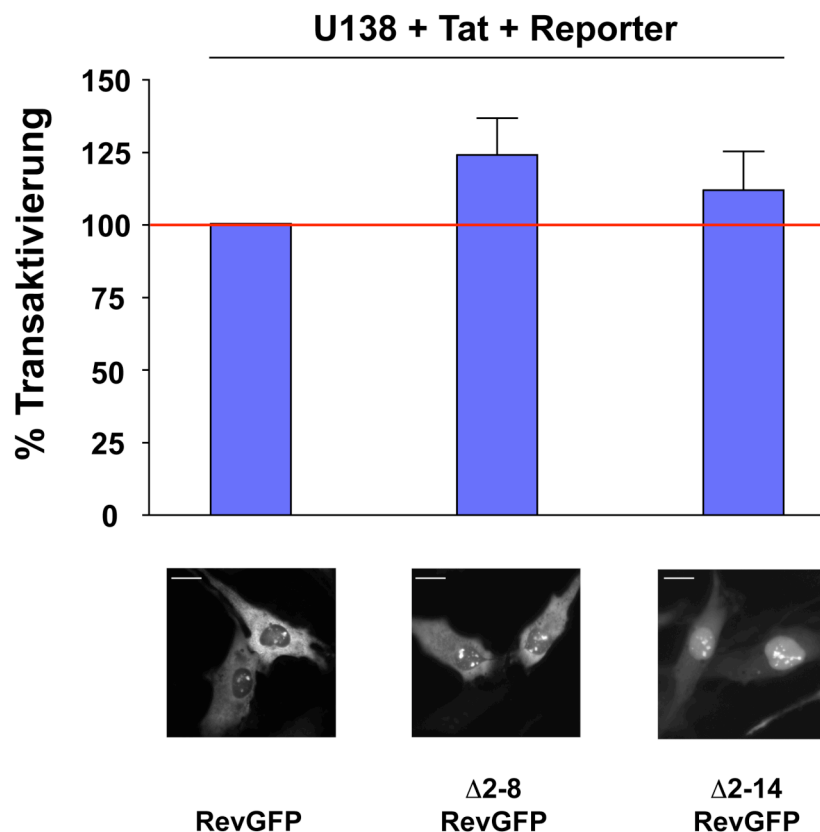 U138 + Tat + Reporter
% Transaktivierung
150
125
100
75
50
25
0
RevGFP
Δ2-8
RevGFP
Δ2-14
RevGFP